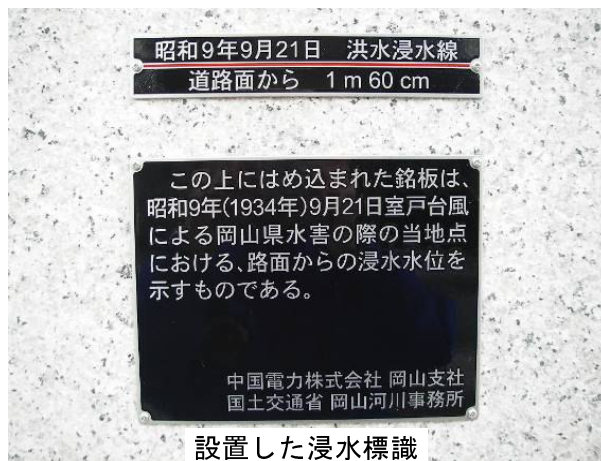 昭和9年9月21日　洪水浸水線
道路面から　1 m 60 cm
この上にはめ込まれた銘板は、
昭和9年(1934年)9月21日室戸台風
による岡山県水害の際の当地点
における、路面からの浸水水位を
示すものである。
中国電力株式会社 岡山支社
国土交通省 岡山河川事務所
設置した浸水標識